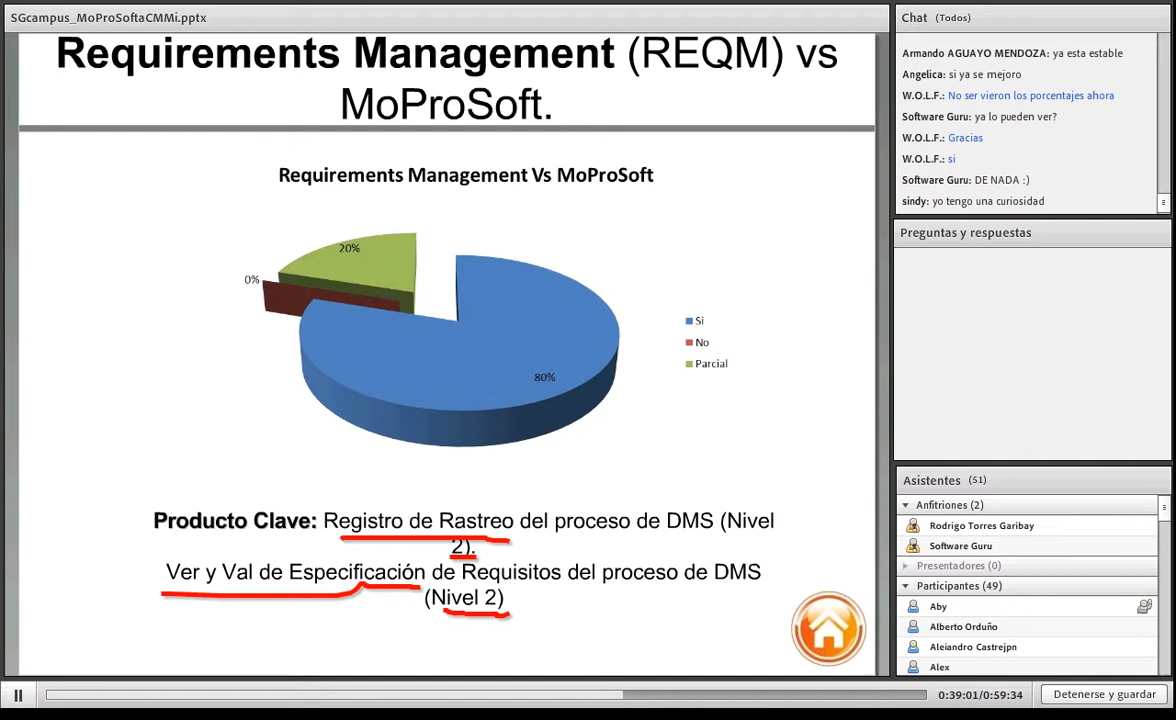 SGcampus_MoProSoftaCMMi.pptx
Requirements Management (REQM) vs
MoProSoft.
Requirements Management Vs MoProSoft
20%
0%
80%
Si
No
Parcial
Producto Clave: Registro de Rastreo del proceso de DMS (Nivel
2).
Ver y Val de Especificación de Requisitos del proceso de DMS
(Nivel 2)
Chat (Todos)
Armando AGUAYO MENDOZA: ya esta estable
Angelica: si ya se mejoro
W.O.L.F.: No ser vieron los porcentajes ahora
Software Guru: ya lo pueden ver?
W.O.L.F.: Gracias
W.O.L.F.: si
Software Guru: DE NADA :)
sindy: yo tengo una curiosidad
Preguntas y respuestas
Asistentes (51)
Anfitriones (2)
Rodrigo Torres Garibay
Software Guru
Presentadores (0)
Participantes (49)
Aby
Alberto Orduño
Alejandro Castrejpn
Alex
0:39:01/0:59:34
Detenerse y guardar